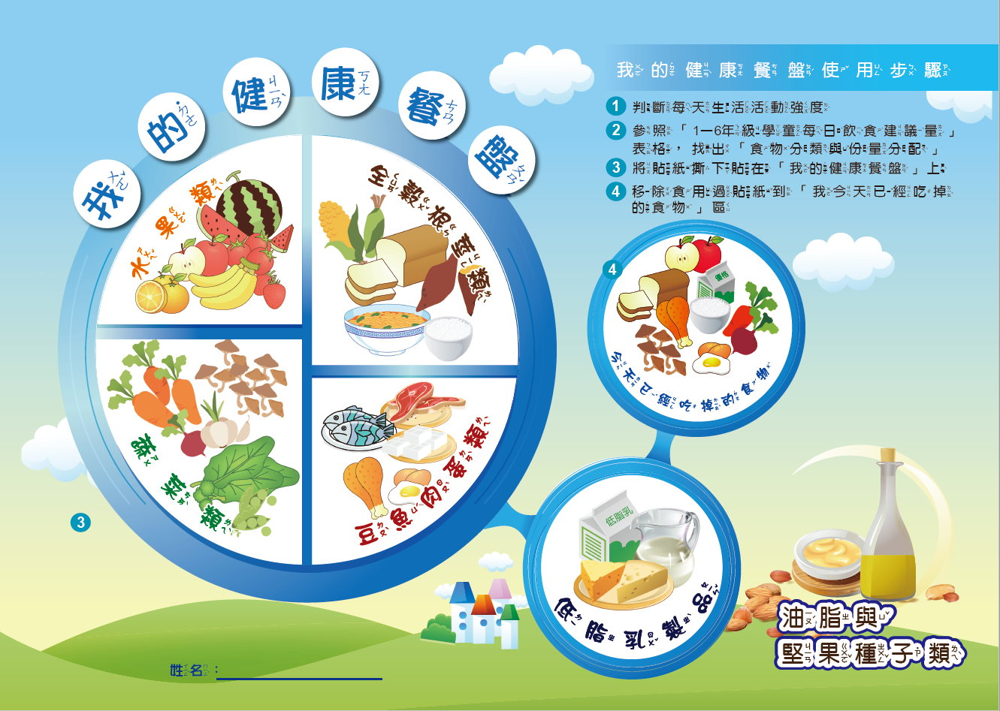 我的健康餐盤
我的健康餐盤使用步驟
1 判斷每天生活活動強度
2 參照「1—6年級學童每日飲食建議量」
表格，找出「食物分類與份量分配」
3 將貼紙撕下貼在「我的健康餐盤」上
4 移除食用過貼紙到「我今天已經吃掉
的食物」區
水果類
全穀根莖類
蔬菜類
豆魚肉蛋類
3
4
優格
今天已經吃掉的食物
低脂乳
低脂乳製品
油脂與
堅果種子類
姓名：